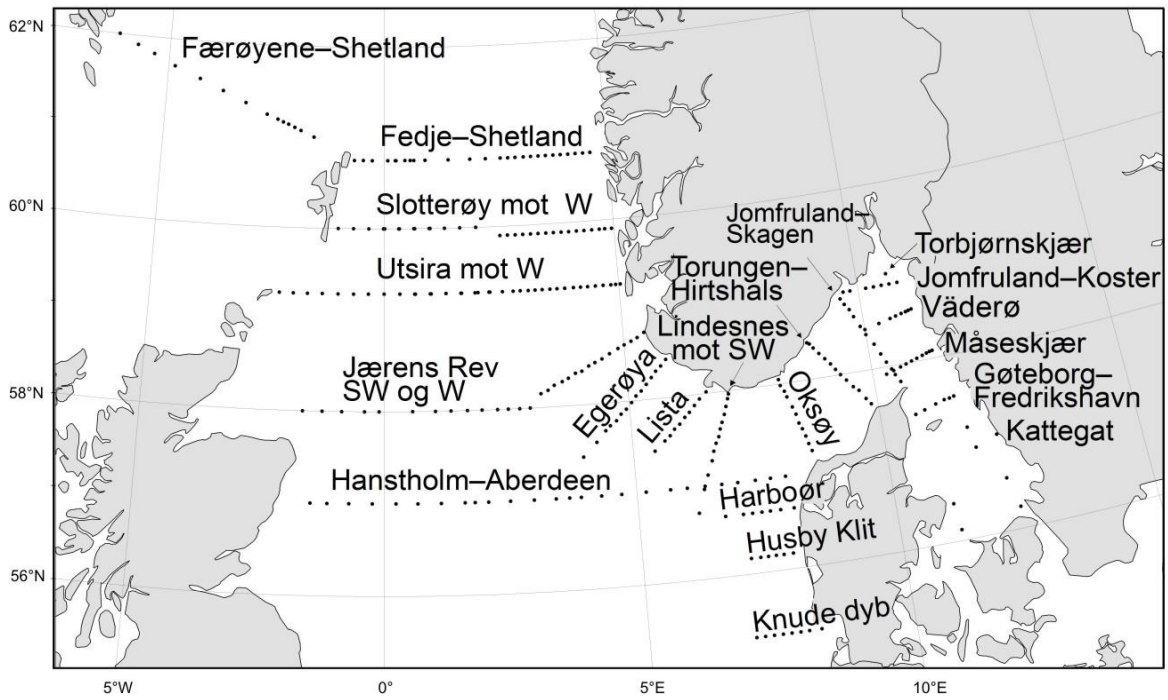 62°N
Færøyene–Shetland
Fedje–Shetland
60°N
Slotterøy mot W
Jomfruland–
Skagen
Torbjørnskjær
Utsira mot W
Torungen–
Hirtshals
Jomfruland–Koster
Väderø
Lindesnes
mot SW
Måseskjær
58°N
Jærens Rev
SW og W
Egerøya
Lista
Oksøy
Gøteborg–
Fredrikshavn
Kattegat
Hanstholm–Aberdeen
Harboør
Husby Klit
56°N
Knude dyb
5°W
0°
5°E
10°E